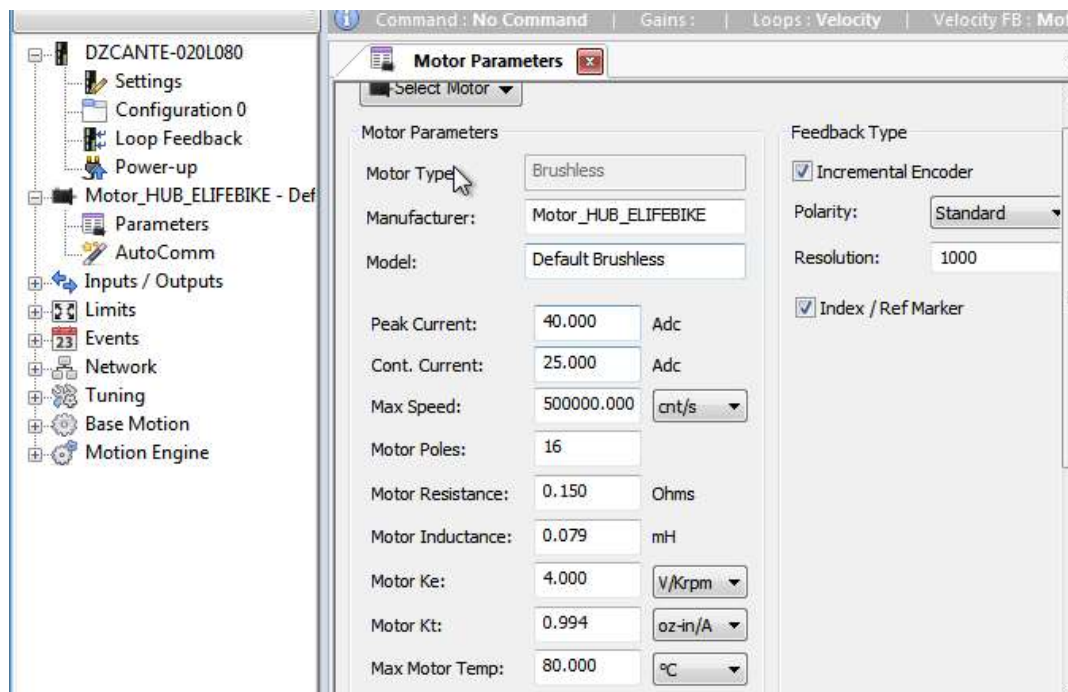 Command : No Command | Gains : | Loops : Velocity | Velocity FB : Mot
DZCANTE-020L080
Settings
Configuration 0
Loop Feedback
Power-up
Motor_HUB_ELIFEBIKE - Def
Parameters
AutoComm
Inputs / Outputs
Limits
23 Events
Network
Tuning
Base Motion
Motion Engine
Motor Parameters
Select Motor
Motor Parameters
Motor Type: Brushless
Manufacturer: Motor_HUB_ELIFEBIKE
Model: Default Brushless
Peak Current: 40.000 Adc
Cont. Current: 25.000 Adc
Max Speed: 500000.000 cnt/s
Motor Poles: 16
Motor Resistance: 0.150 Ohms
Motor Inductance: 0.079 mH
Motor Ke: 4.000 V/Krpm
Motor Kt: 0.994 oz-in/A
Max Motor Temp: 80.000 ºC
Feedback Type
Incremental Encoder
Polarity: Standard
Resolution: 1000
Index / Ref Marker